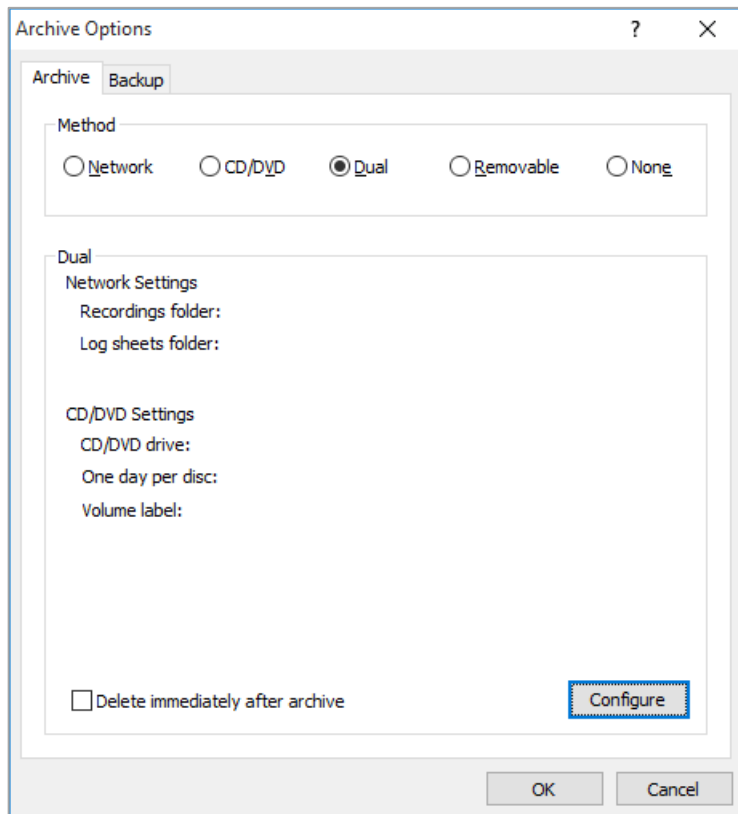 Archive Options ?
Archive Backup
Method
Network CD/DVD Dual Removable None
Dual
Network Settings
Recordings folder:
Log sheets folder:
CD/DVD Settings
CD/DVD drive:
One day per disc:
Volume label:
Delete immediately after archive Configure
OK Cancel